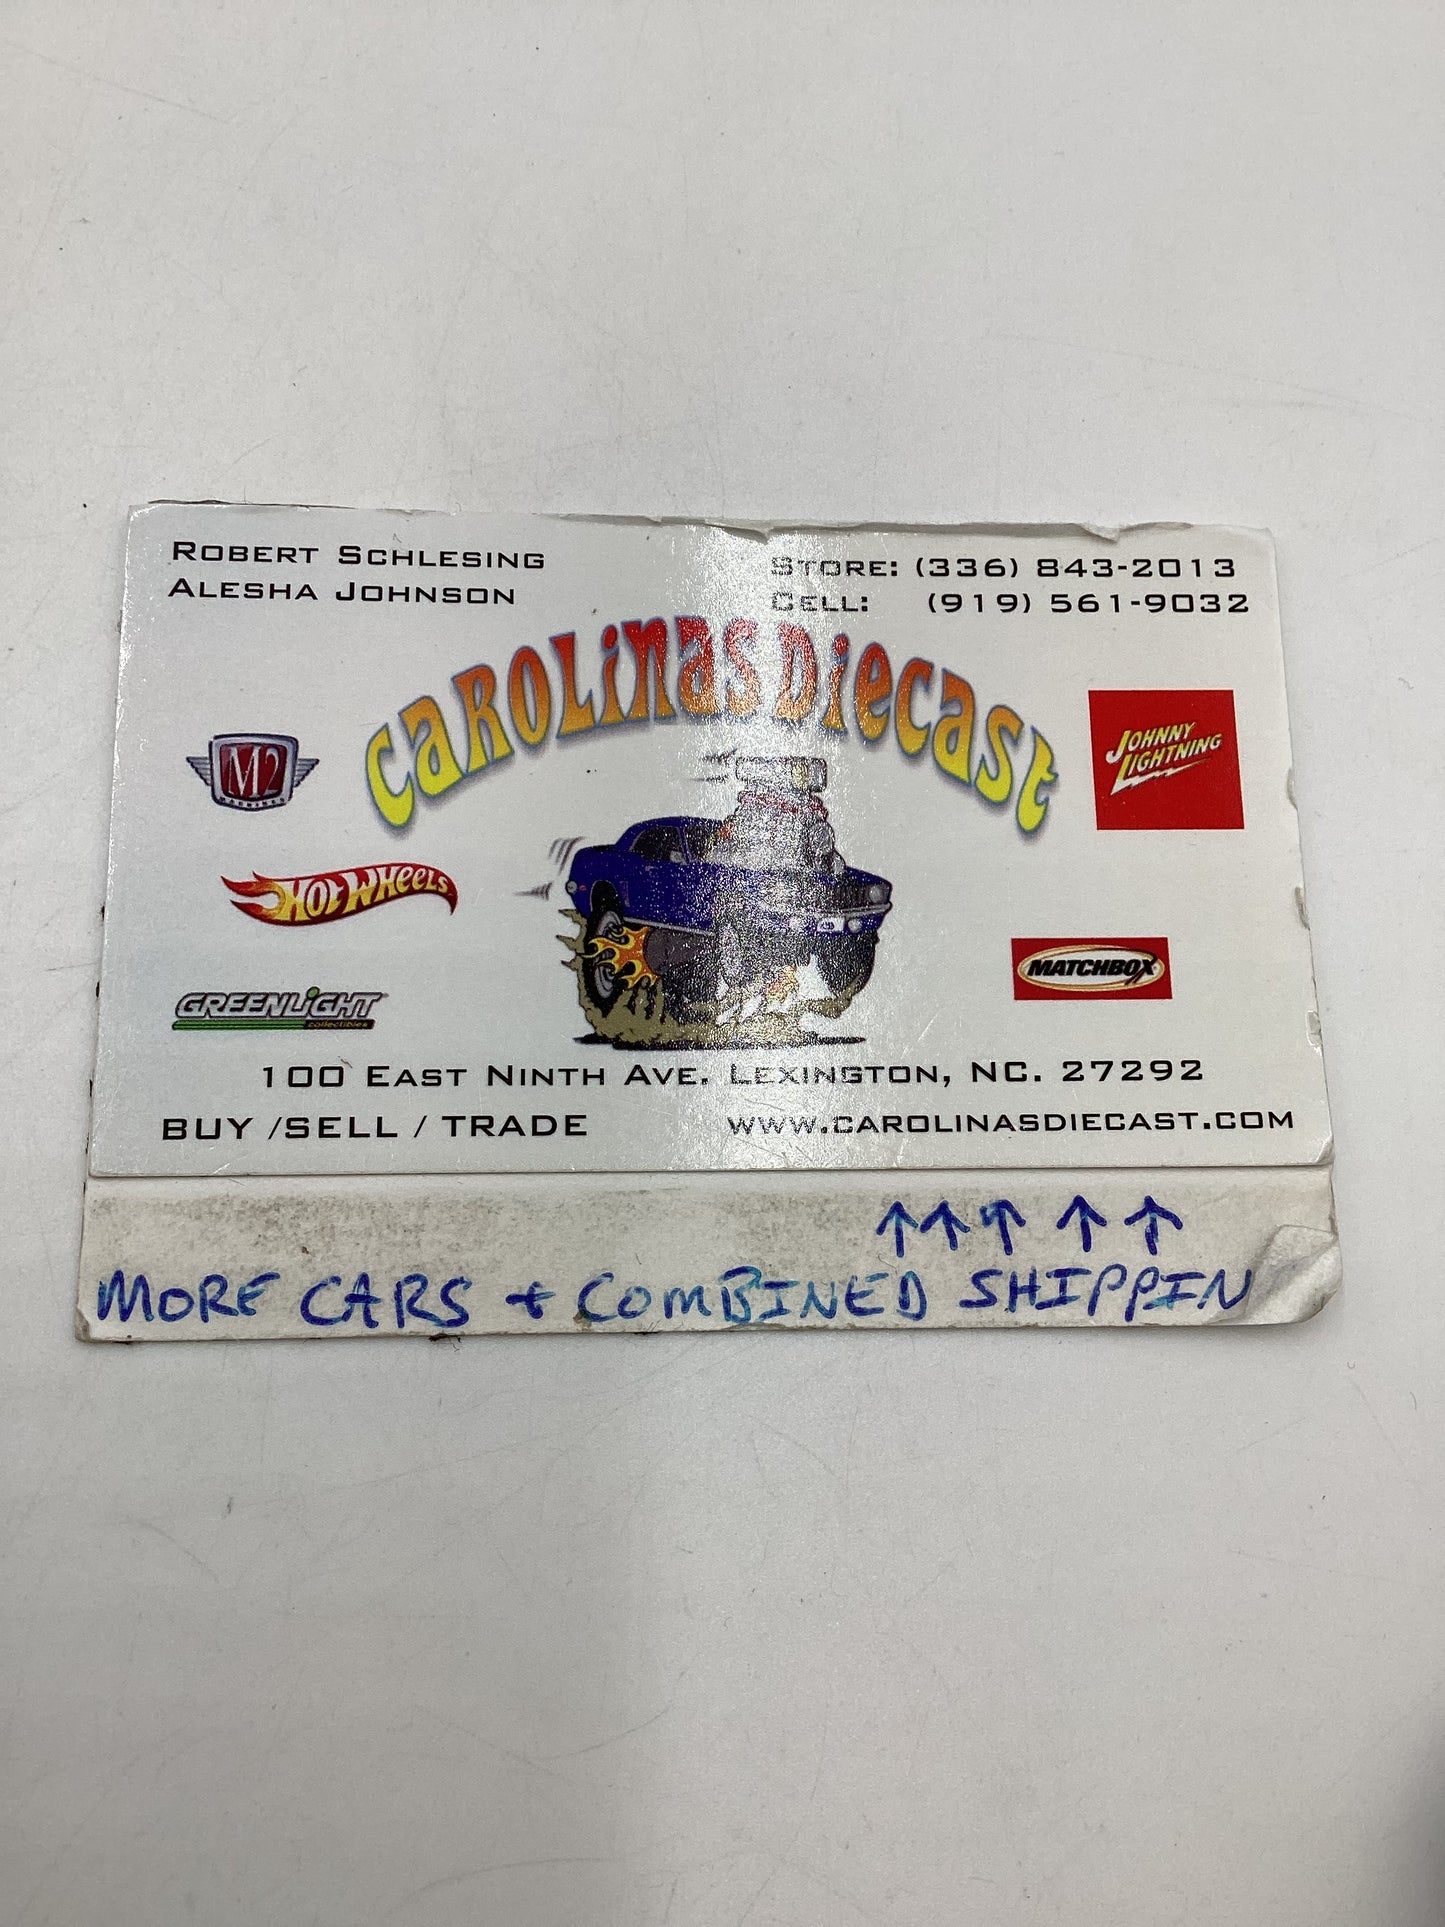 ROBERT SCHLESING
ALESHA JOHNSON
STORE: (336) 843-2013
CELL: (919) 561-9032
CAROLINAS DIECAST
M2
MACHINES
JOHNNY
LIGHTNING
HOT WHEELS
MATCHBOX
GREENLIGHT
collectibles
100 EAST NINTH AVE. LEXINGTON, NC. 27292
BUY /SELL / TRADE
WWW.CAROLINASDIECAST.COM
↑↑↑↑↑
MORE CARS + COMBINED SHIPPIN